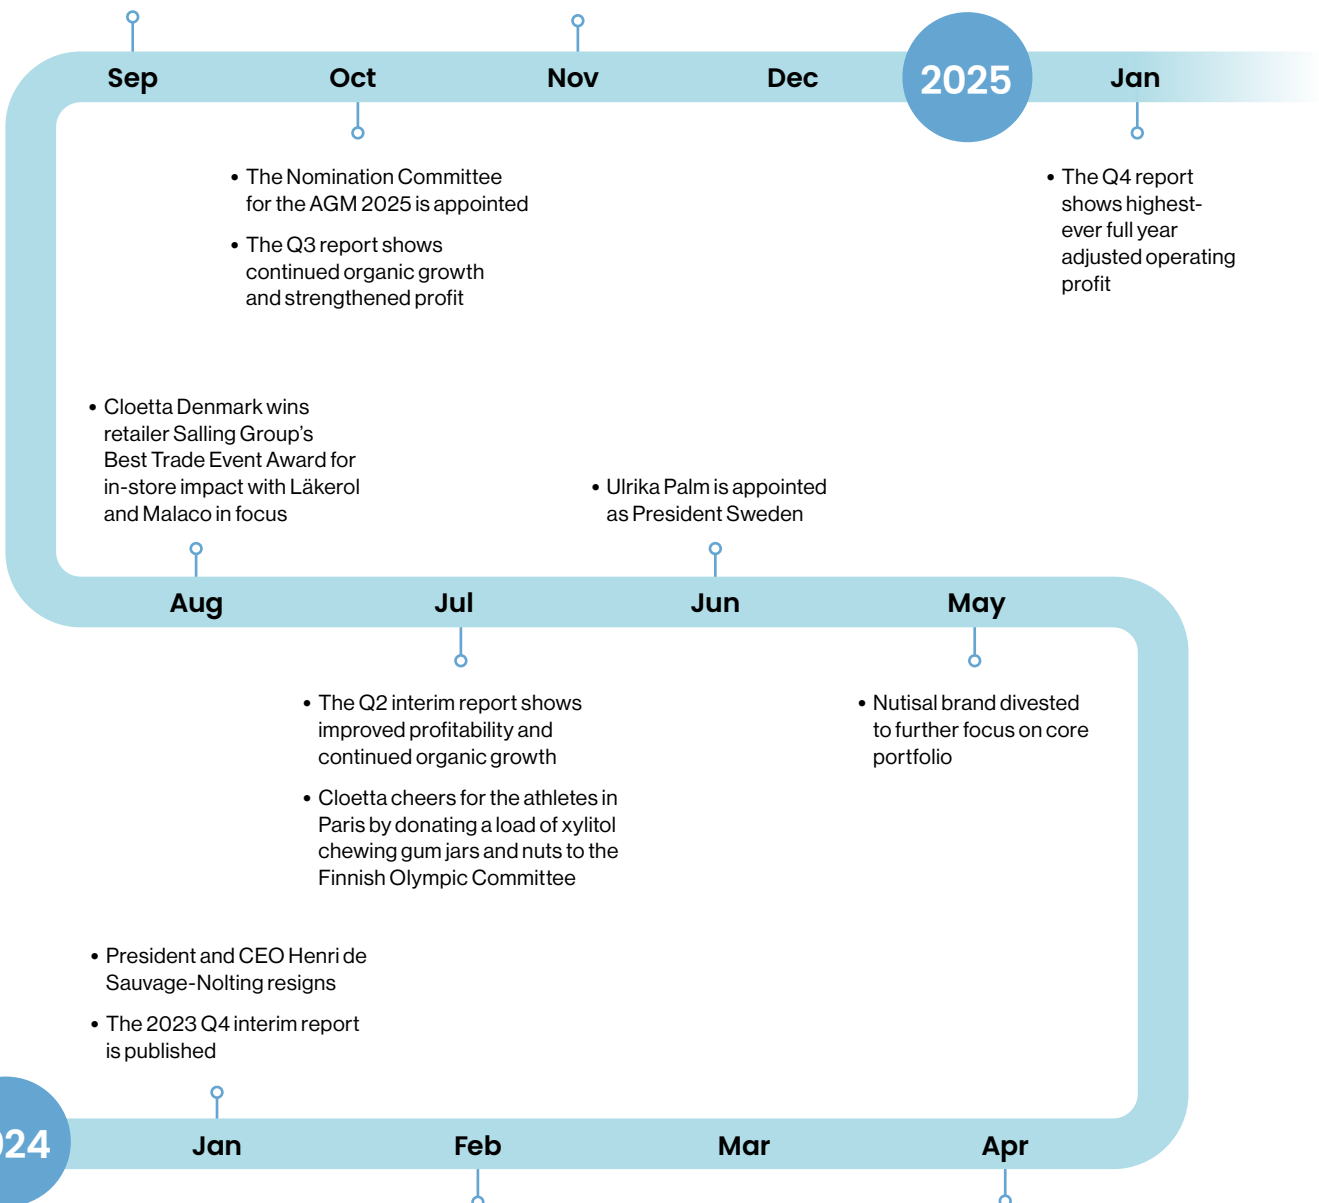 Sep Oct Nov Dec 2025 Jan
• The Nomination Committee
for the AGM 2025 is appointed
• The Q3 report shows
continued organic growth
and strengthened profit
• The Q4 report
shows highest-
ever full year
adjusted operating
profit
• Cloetta Denmark wins
retailer Salling Group’s
Best Trade Event Award for
in-store impact with Läkerol
and Malaco in focus
• Ulrika Palm is appointed
as President Sweden
Aug Jul Jun May
• The Q2 interim report shows
improved profitability and
continued organic growth
• Cloetta cheers for the athletes in
Paris by donating a load of xylitol
chewing gum jars and nuts to the
Finnish Olympic Committee
• Nutisal brand divested
to further focus on core
portfolio
• President and CEO Henri de
Sauvage-Nolting resigns
• The 2023 Q4 interim report
is published
24 Jan Feb Mar Apr